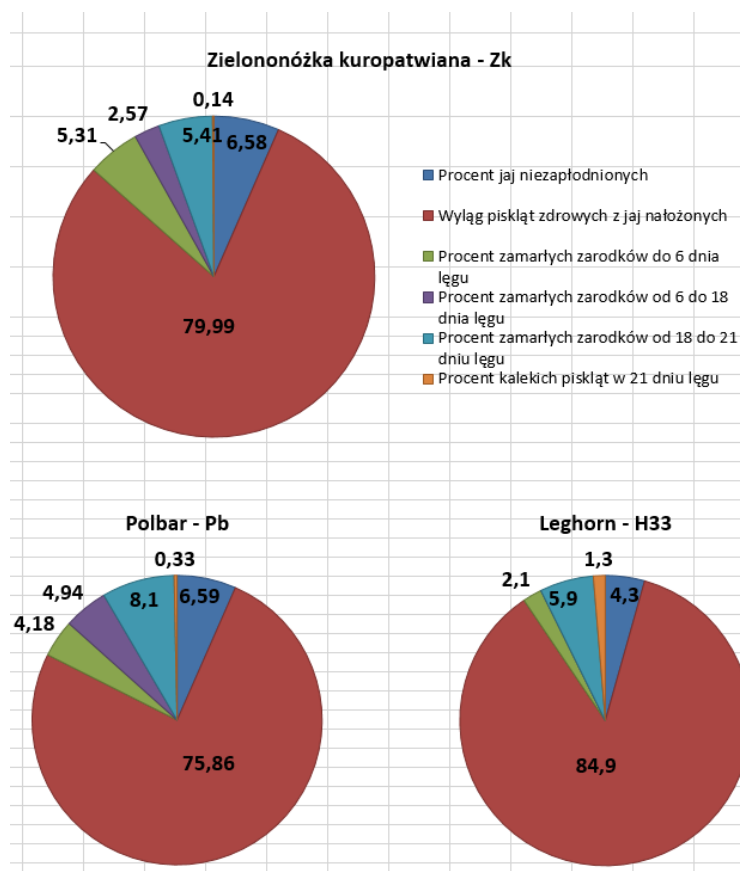 Zielononóżka kuropatwiana - Zk
0,14
2,57
5,31
5,41
6,58
79,99
Procent jaj niezapłodnionych
Wyląg piskląt zdrowych z jaj nałożonych
Procent zamarłych zarodków do 6 dnia
lęgu
Procent zamarłych zarodków od 6 do 18
dnia lęgu
Procent zamarłych zarodków od 18 do 21
dniu lęgu
Procent kalekich piskląt w 21 dniu lęgu
Polbar - Pb
0,33
4,94
8,1
6,59
4,18
75,86
Leghorn - H33
1,3
2,1
5,9
4,3
84,9